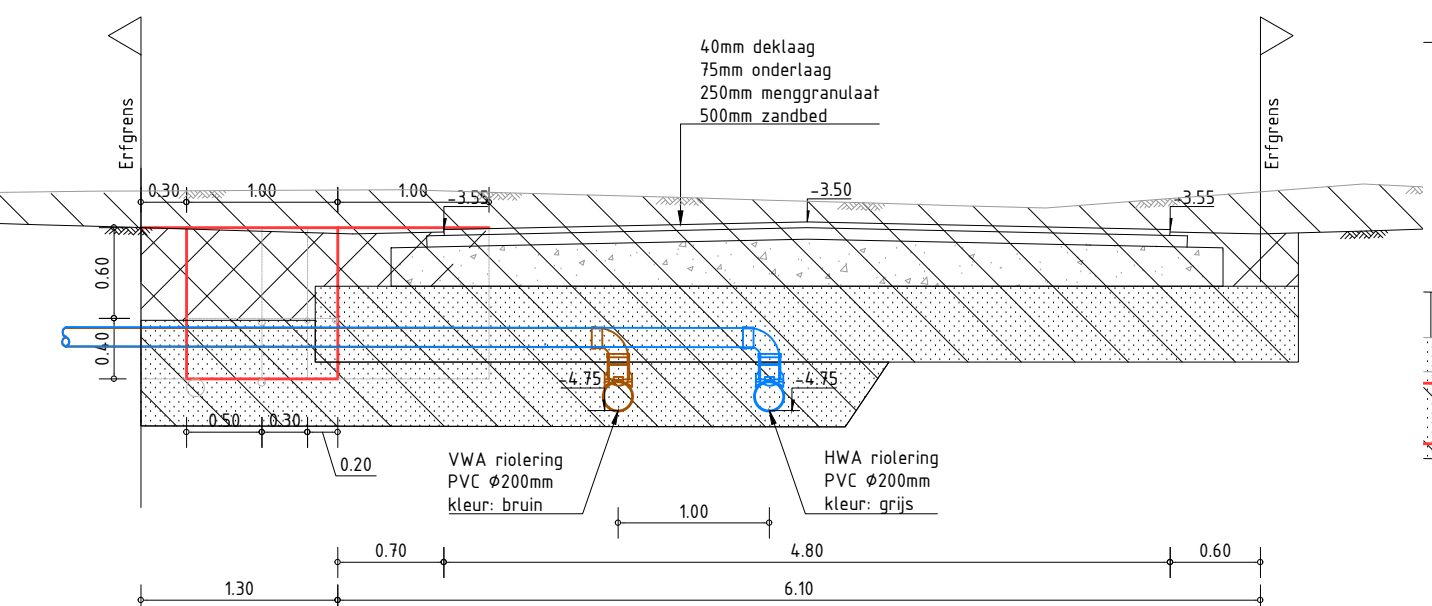 40mm deklaag
75mm onderlaag
250mm menggranulaat
500mm zandbed
Erfgrens
Erfgrens
0.30
1.00
1.00
-3.55
-3.50
-3.55
0.60
0.40
-4.75
-4.75
0.50
0.30
0.20
VWA riolering
PVC Ø200mm
kleur: bruin
HWA riolering
PVC Ø200mm
kleur: grijs
1.00
0.70
4.80
0.60
1.30
6.10